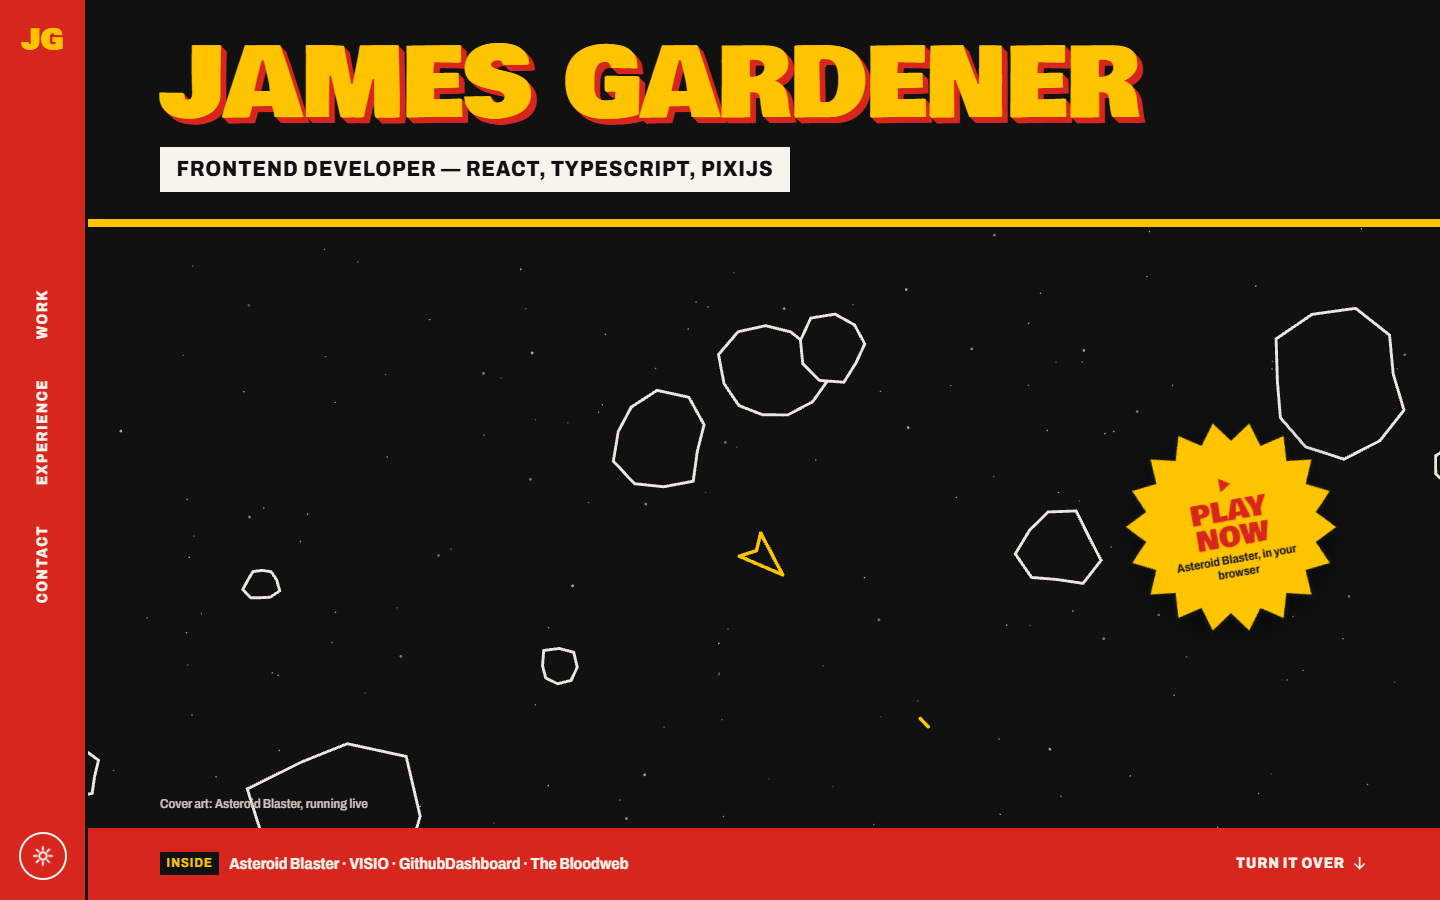 JG
JAMES GARDENER
FRONTEND DEVELOPER — REACT, TYPESCRIPT, PIXIJS
WORK
EXPERIENCE
CONTACT
PLAY
NOW
Asteroid Blaster, in your
browser
Cover art: Asteroid Blaster, running live
INSIDE Asteroid Blaster · VISIO · GithubDashboard · The Bloodweb
TURN IT OVER ↓